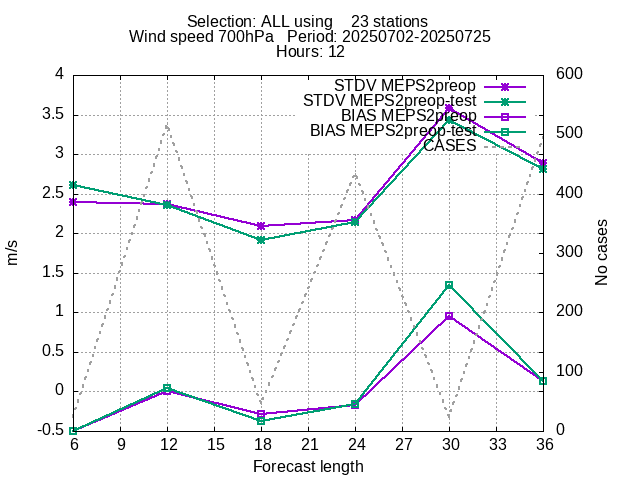 Selection: ALL using    23 stations
Wind speed 700hPa   Period: 20250702-20250725
Hours: 12
STDV MEPS2preop
STDV MEPS2preop-test
BIAS MEPS2preop
BIAS MEPS2preop-test
CASES
4
3.5
3
2.5
2
1.5
1
0.5
0
-0.5
m/s
600
500
400
300
200
100
0
No cases
6 9 12 15 18 21 24 27 30 33 36
Forecast length